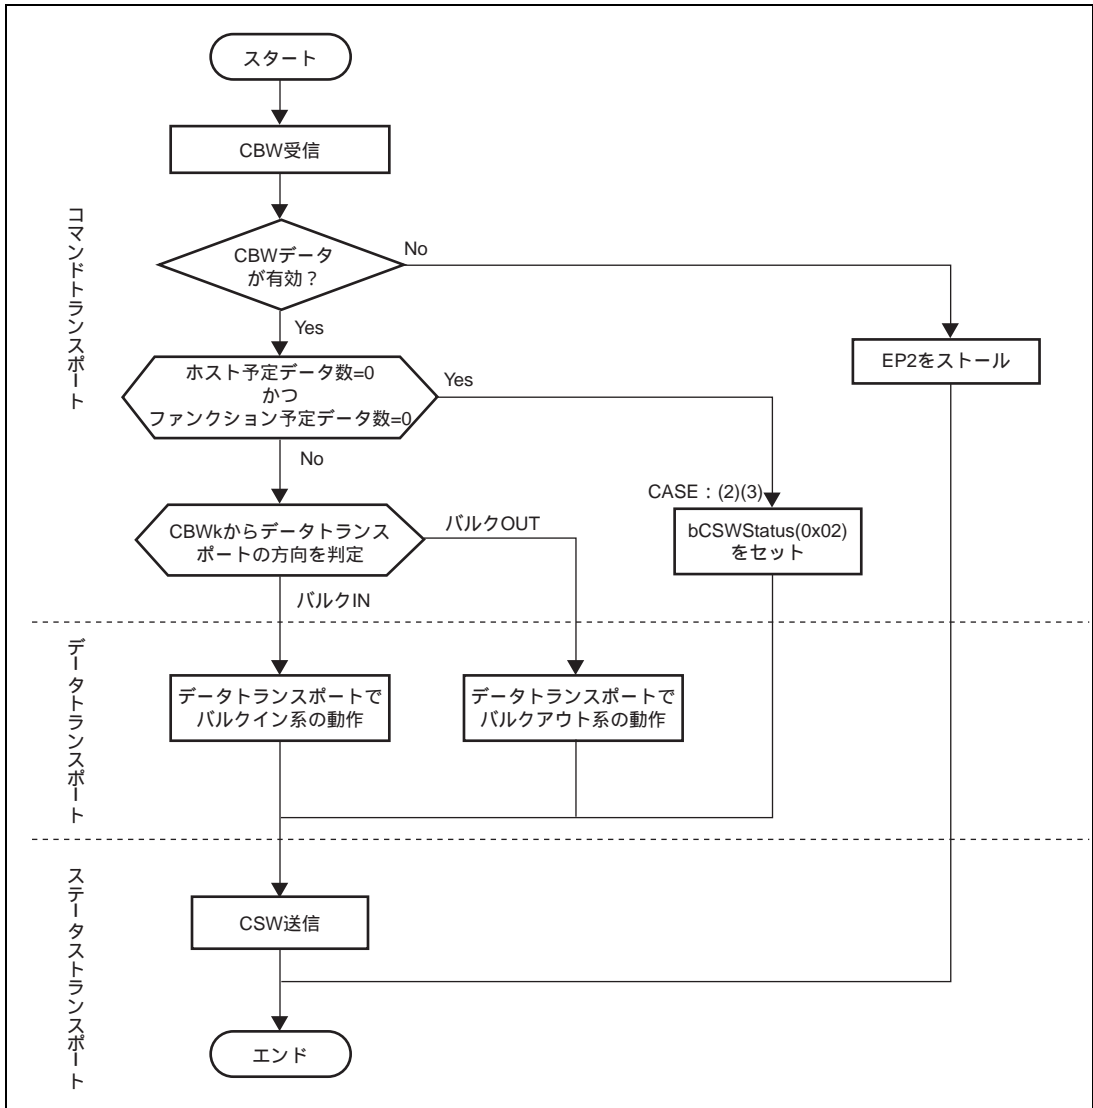 スタート
CBW受信
コマンドトランスポート
CBWデータ
が有効？
No
Yes
EP2をストール
ホスト予定データ数=0
かつ
ファンクション予定データ数=0
Yes
No
CASE：(2)(3)
bCSWStatus(0x02)
をセット
CBWkからデータトランス
ポートの方向を判定
バルクOUT
バルクIN
データトランスポート
データトランスポートで
バルクイン系の動作
データトランスポートで
バルクアウト系の動作
ステータストランスポート
CSW送信
エンド